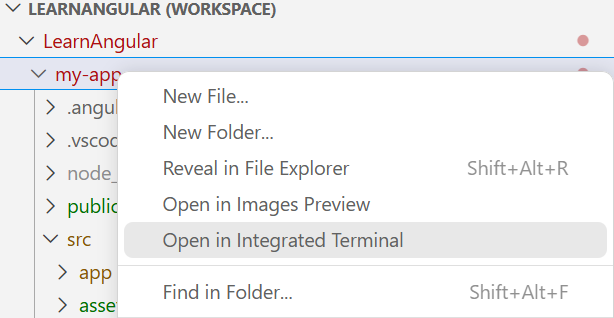 LEARNANGULAR (WORKSPACE)
LearnAngular
my-app
New File...
.angul
New Folder...
.vscod
Reveal in File Explorer Shift+Alt+R
node_
Open in Images Preview
public
Open in Integrated Terminal
src
app
Find in Folder... Shift+Alt+F
asse